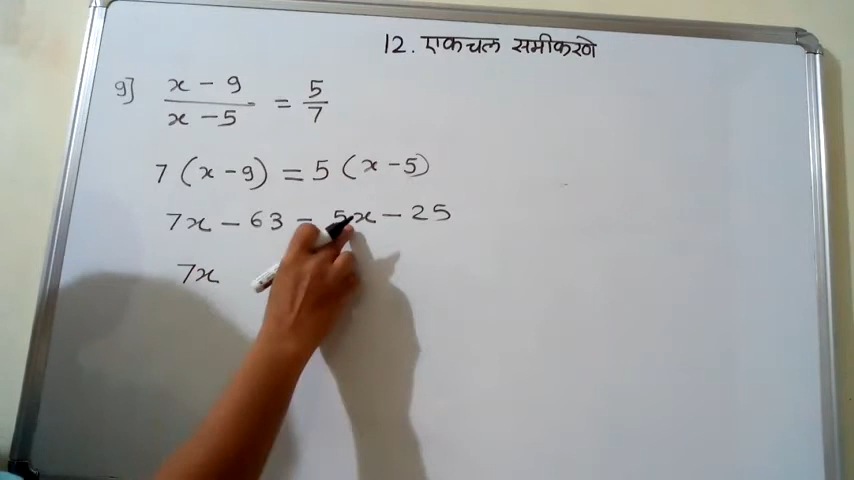 12. एकचल समीकरणे
9] x - 9 / x - 5 = 5 / 7
7 (x - 9) = 5 (x - 5)
7x - 63 = 5x - 25
7x